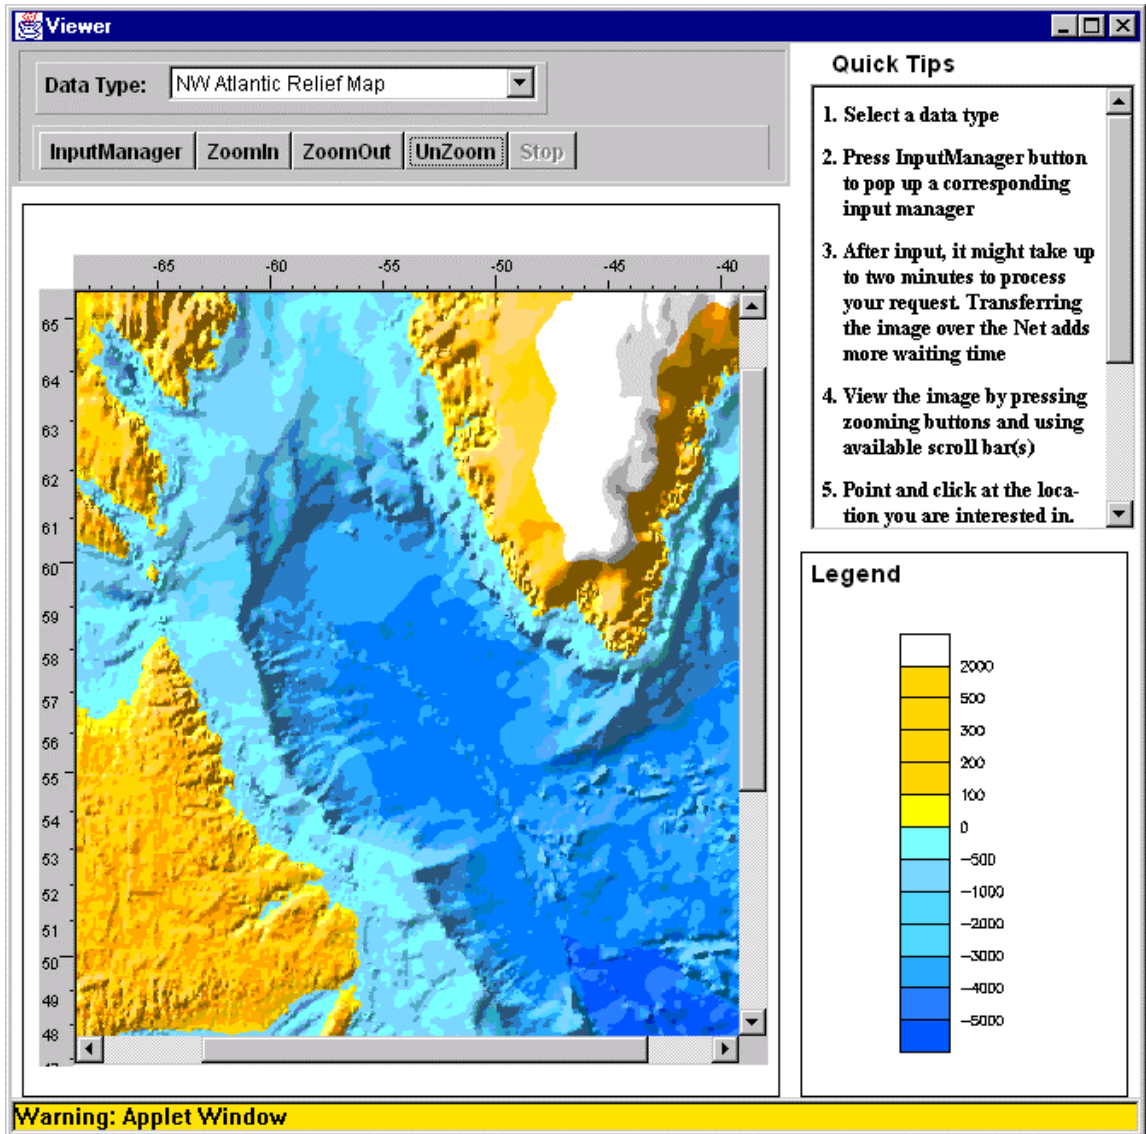 Viewer
Data Type: NW Atlantic Relief Map
InputManager ZoomIn ZoomOut UnZoom Stop
-65 -60 -55 -50 -45 -40
65
64
63
62
61
60
59
58
57
56
55
54
53
52
51
50
49
48
Quick Tips
1. Select a data type
2. Press InputManager button
to pop up a corresponding
input manager
3. After input, it might take up
to two minutes to process
your request. Transferring
the image over the Net adds
more waiting time
4. View the image by pressing
zooming buttons and using
available scroll bar(s)
5. Point and click at the loca-
tion you are interested in.
Legend
2000
500
300
200
100
0
-500
-1000
-2000
-3000
-4000
-5000
Warning: Applet Window